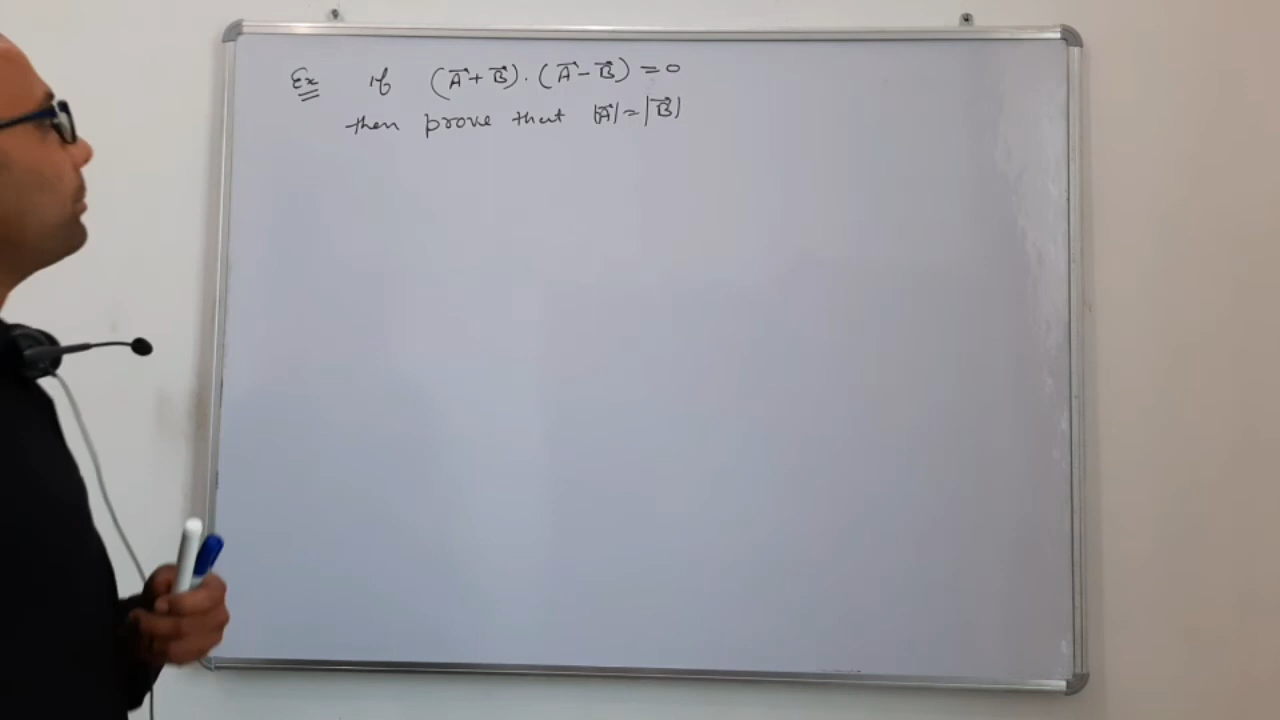 Ex If (A⃗ + B⃗) . (A⃗ - B⃗) = 0
then prove that |A⃗| = |B⃗|